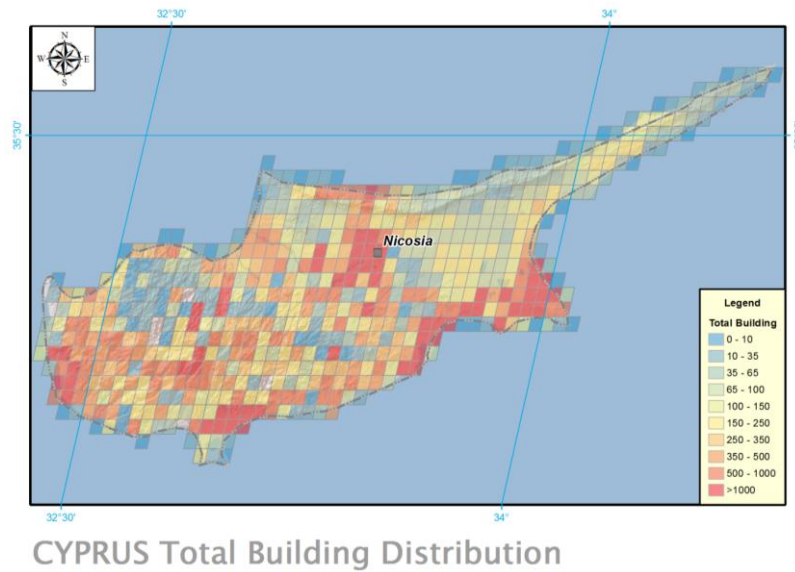 32°30'
34°
N
W E
S
35°30'
Nicosia
Legend
Total Building
0 - 10
10 - 35
35 - 65
65 - 100
100 - 150
150 - 250
250 - 350
350 - 500
500 - 1000
>1000
32°30'
34°
CYPRUS Total Building Distribution